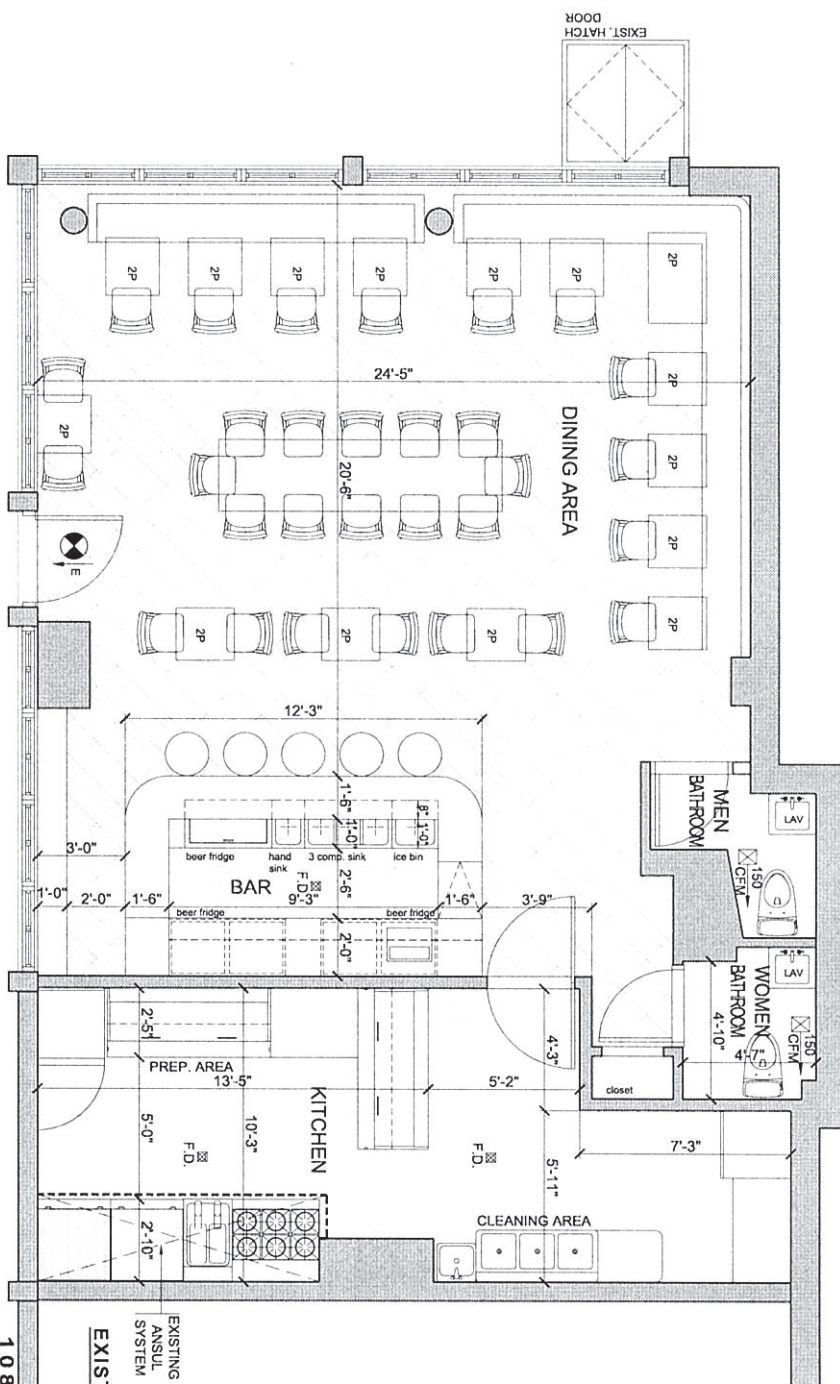 EXIST. HATCH
DOOR
2P
2P
2P
2P
2P
2P
2P
2P
2P
2P
2P
2P
24'-5"
DINING AREA
20'-6"
E
2P
2P
2P
12'-3"
MEN
BATHROOM
LAV
150
CFM
1'-6"
8"
1'-0"
1'-0"
beer fridge
hand
sink
3 comp. sink
ice bin
3'-0"
BAR
F.D.
2'-6"
9'-3"
1'-0"
2'-0"
1'-6"
1'-6"
3'-9"
beer fridge
beer fridge
2'-0"
WOMEN
BATHROOM
LAV
150
CFM
4'-10"
4'-7"
closet
2'-5"
PREP. AREA
4'-3"
13'-5"
5'-2"
KITCHEN
5'-0"
10'-3"
F.D.
F.D.
7'-3"
5'-11"
CLEANING AREA
2'-10"
EXISTING
ANSUL
SYSTEM
EXIST
108